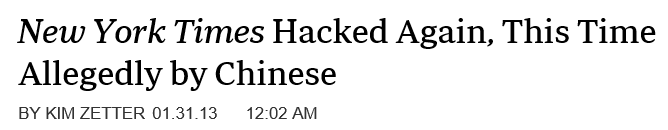 New York Times Hacked Again, This Time
Allegedly by Chinese
BY KIM ZETTER 01.31.13 12:02 AM